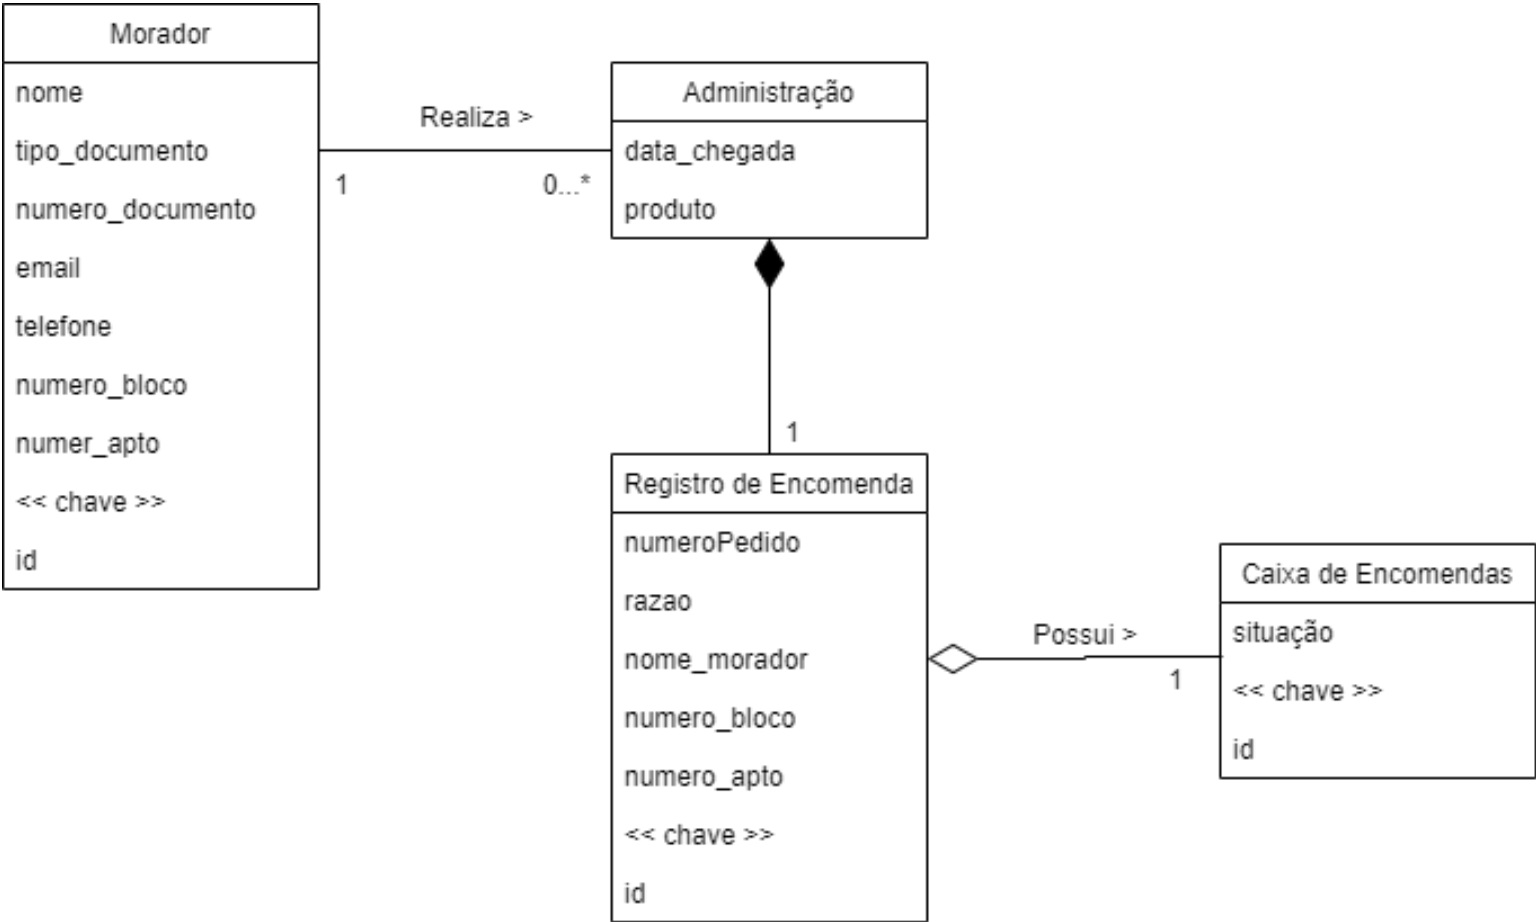 Morador
nome
tipo_documento
numero_documento
email
telefone
numero_bloco
numer_apto
<< chave >>
id
Realiza >
1
0...*
Administração
data_chegada
produto
1
Registro de Encomenda
numeroPedido
razao
nome_morador
numero_bloco
numero_apto
<< chave >>
id
Possui >
1
Caixa de Encomendas
situação
<< chave >>
id